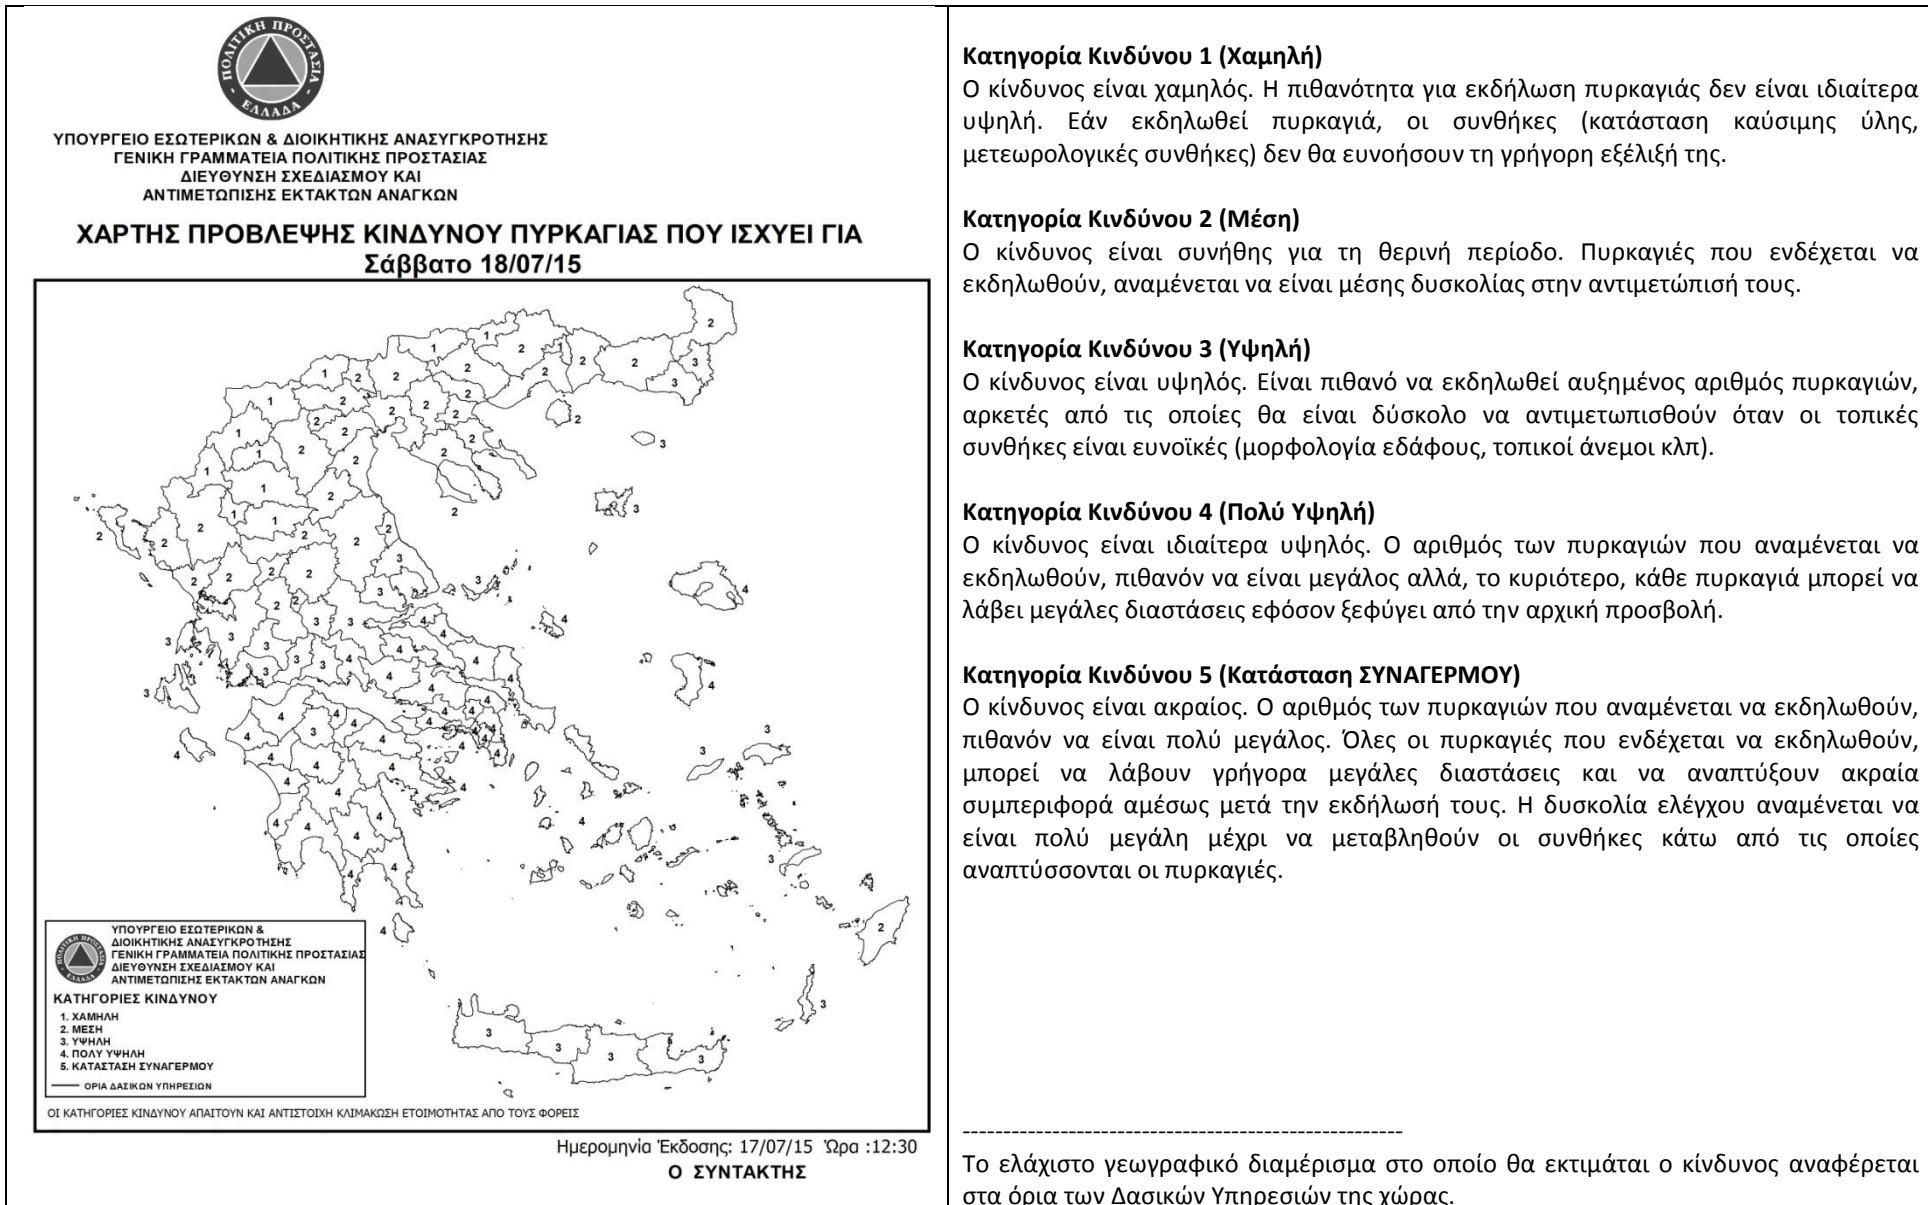 ΠΟΛΙΤΙΚΗ ΠΡΟΣΤΑΣΙΑ
- ΕΛΛΑΔΑ -
ΥΠΟΥΡΓΕΙΟ ΕΣΩΤΕΡΙΚΩΝ & ΔΙΟΙΚΗΤΙΚΗΣ ΑΝΑΣΥΓΚΡΟΤΗΣΗΣ
ΓΕΝΙΚΗ ΓΡΑΜΜΑΤΕΙΑ ΠΟΛΙΤΙΚΗΣ ΠΡΟΣΤΑΣΙΑΣ
ΔΙΕΥΘΥΝΣΗ ΣΧΕΔΙΑΣΜΟΥ ΚΑΙ
ΑΝΤΙΜΕΤΩΠΙΣΗΣ ΕΚΤΑΚΤΩΝ ΑΝΑΓΚΩΝ
ΧΑΡΤΗΣ ΠΡΟΒΛΕΨΗΣ ΚΙΝΔΥΝΟΥ ΠΥΡΚΑΓΙΑΣ ΠΟΥ ΙΣΧΥΕΙ ΓΙΑ
Σάββατο 18/07/15
ΥΠΟΥΡΓΕΙΟ ΕΣΩΤΕΡΙΚΩΝ &
ΔΙΟΙΚΗΤΙΚΗΣ ΑΝΑΣΥΓΚΡΟΤΗΣΗΣ
ΓΕΝΙΚΗ ΓΡΑΜΜΑΤΕΙΑ ΠΟΛΙΤΙΚΗΣ ΠΡΟΣΤΑΣΙΑΣ
ΔΙΕΥΘΥΝΣΗ ΣΧΕΔΙΑΣΜΟΥ ΚΑΙ
ΑΝΤΙΜΕΤΩΠΙΣΗΣ ΕΚΤΑΚΤΩΝ ΑΝΑΓΚΩΝ
ΚΑΤΗΓΟΡΙΕΣ ΚΙΝΔΥΝΟΥ
1. ΧΑΜΗΛΗ
2. ΜΕΣΗ
3. ΥΨΗΛΗ
4. ΠΟΛΥ ΥΨΗΛΗ
5. ΚΑΤΑΣΤΑΣΗ ΣΥΝΑΓΕΡΜΟΥ
ΟΡΙΑ ΔΑΣΙΚΩΝ ΥΠΗΡΕΣΙΩΝ
ΟΙ ΚΑΤΗΓΟΡΙΕΣ ΚΙΝΔΥΝΟΥ ΑΠΑΙΤΟΥΝ ΚΑΙ ΑΝΤΙΣΤΟΙΧΗ ΚΛΙΜΑΚΩΣΗ ΕΤΟΙΜΟΤΗΤΑΣ ΑΠΟ ΤΟΥΣ ΦΟΡΕΙΣ
Ημερομηνία Έκδοσης: 17/07/15 Ώρα :12:30
Ο ΣΥΝΤΑΚΤΗΣ
Κατηγορία Κινδύνου 1 (Χαμηλή)
Ο κίνδυνος είναι χαμηλός. Η πιθανότητα για εκδήλωση πυρκαγιάς δεν είναι ιδιαίτερα
υψηλή. Εάν εκδηλωθεί πυρκαγιά, οι συνθήκες (κατάσταση καύσιμης ύλης,
μετεωρολογικές συνθήκες) δεν θα ευνοήσουν τη γρήγορη εξέλιξή της.
Κατηγορία Κινδύνου 2 (Μέση)
Ο κίνδυνος είναι συνήθης για τη θερινή περίοδο. Πυρκαγιές που ενδέχεται να
εκδηλωθούν, αναμένεται να είναι μέσης δυσκολίας στην αντιμετώπισή τους.
Κατηγορία Κινδύνου 3 (Υψηλή)
Ο κίνδυνος είναι υψηλός. Είναι πιθανό να εκδηλωθεί αυξημένος αριθμός πυρκαγιών,
αρκετές από τις οποίες θα είναι δύσκολο να αντιμετωπισθούν όταν οι τοπικές
συνθήκες είναι ευνοϊκές (μορφολογία εδάφους, τοπικοί άνεμοι κλπ).
Κατηγορία Κινδύνου 4 (Πολύ Υψηλή)
Ο κίνδυνος είναι ιδιαίτερα υψηλός. Ο αριθμός των πυρκαγιών που αναμένεται να
εκδηλωθούν, πιθανόν να είναι μεγάλος αλλά, το κυριότερο, κάθε πυρκαγιά μπορεί να
λάβει μεγάλες διαστάσεις εφόσον ξεφύγει από την αρχική προσβολή.
Κατηγορία Κινδύνου 5 (Κατάσταση ΣΥΝΑΓΕΡΜΟΥ)
Ο κίνδυνος είναι ακραίος. Ο αριθμός των πυρκαγιών που αναμένεται να εκδηλωθούν,
πιθανόν να είναι πολύ μεγάλος. Όλες οι πυρκαγιές που ενδέχεται να εκδηλωθούν,
μπορεί να λάβουν γρήγορα μεγάλες διαστάσεις και να αναπτύξουν ακραία
συμπεριφορά αμέσως μετά την εκδήλωσή τους. Η δυσκολία ελέγχου αναμένεται να
είναι πολύ μεγάλη μέχρι να μεταβληθούν οι συνθήκες κάτω από τις οποίες
αναπτύσσονται οι πυρκαγιές.
------------------------------------------------------
Το ελάχιστο γεωγραφικό διαμέρισμα στο οποίο θα εκτιμάται ο κίνδυνος αναφέρεται
στα όρια των Δασικών Υπηρεσιών της χώρας.